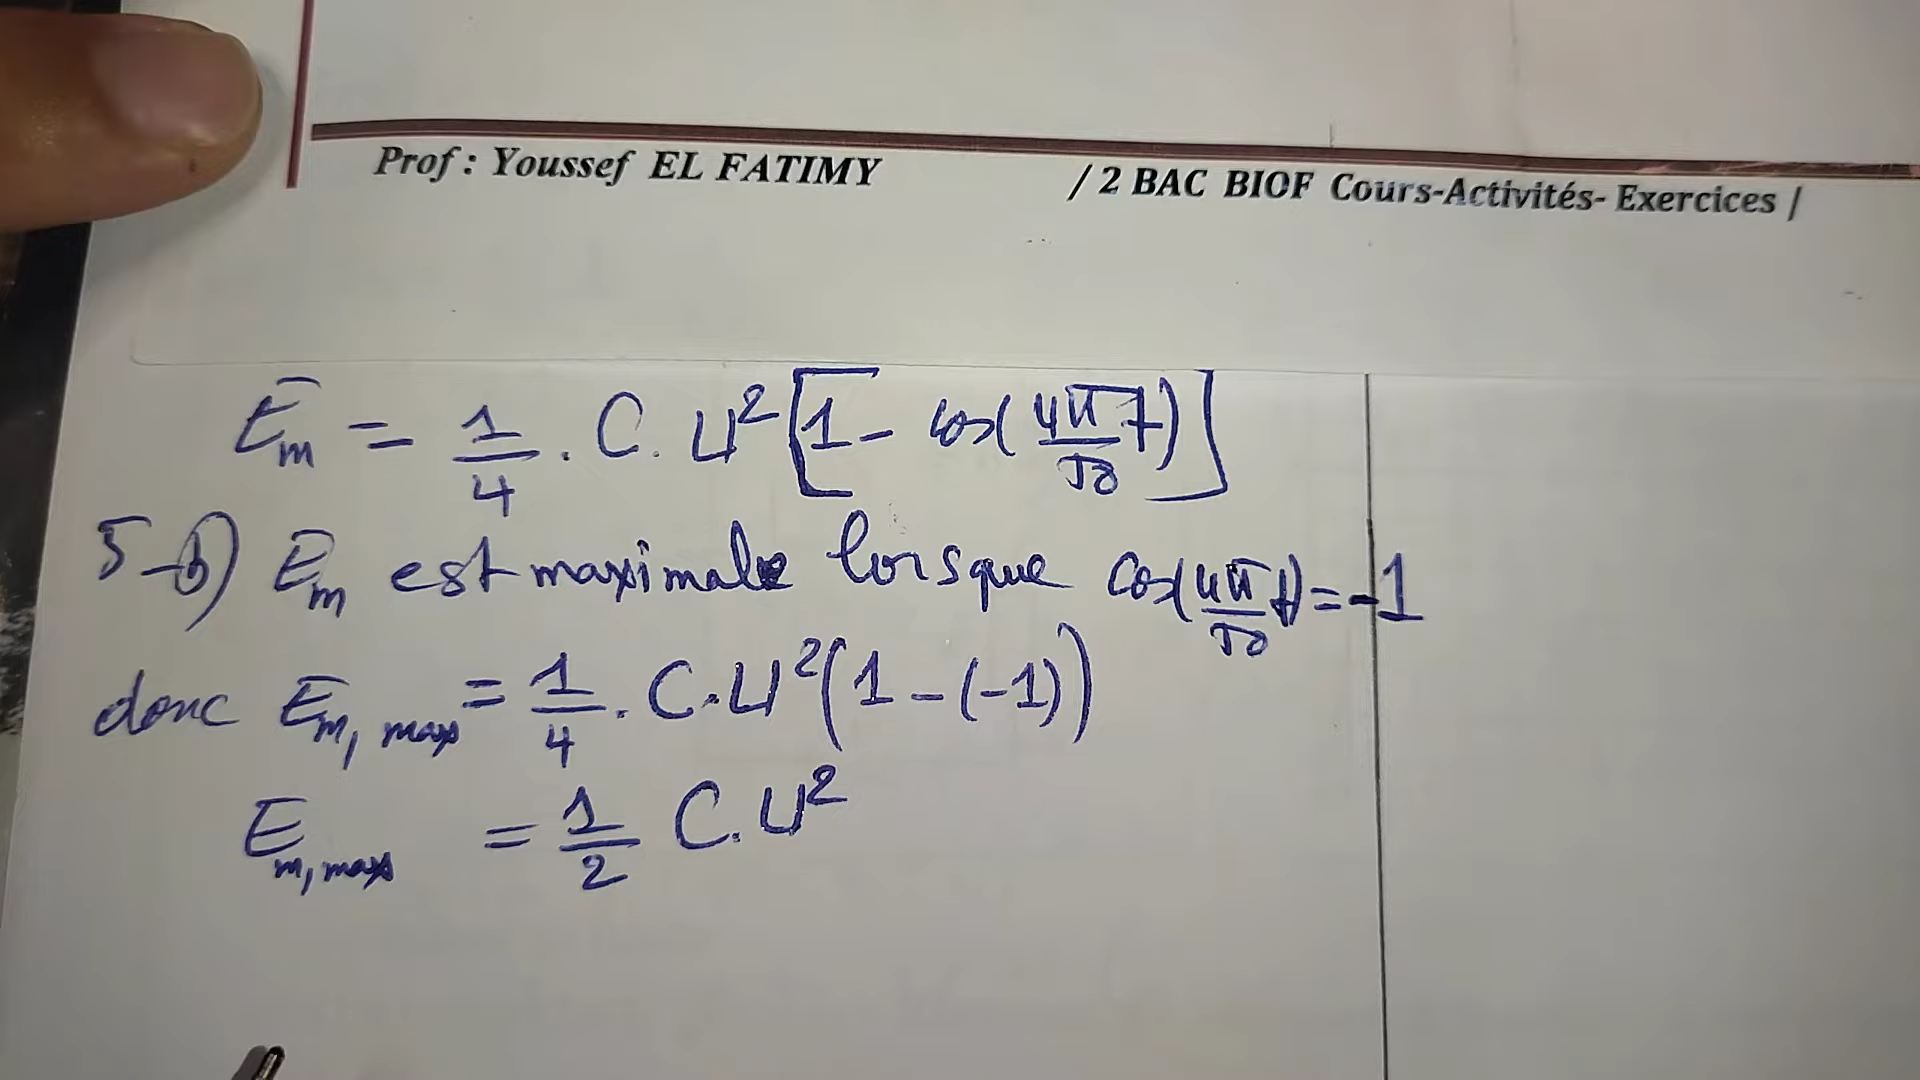 Prof : Youssef EL FATIMY / 2 BAC BIOF Cours-Activités- Exercices /
Em = 1/4 . C. U² [1 - cos(4π/T0 t)]
5-b) Em est maximale lorsque cos(4π/T0 t) = -1
donc Em, max = 1/4 . C. U² (1 - (-1))
Em, max = 1/2 C. U²